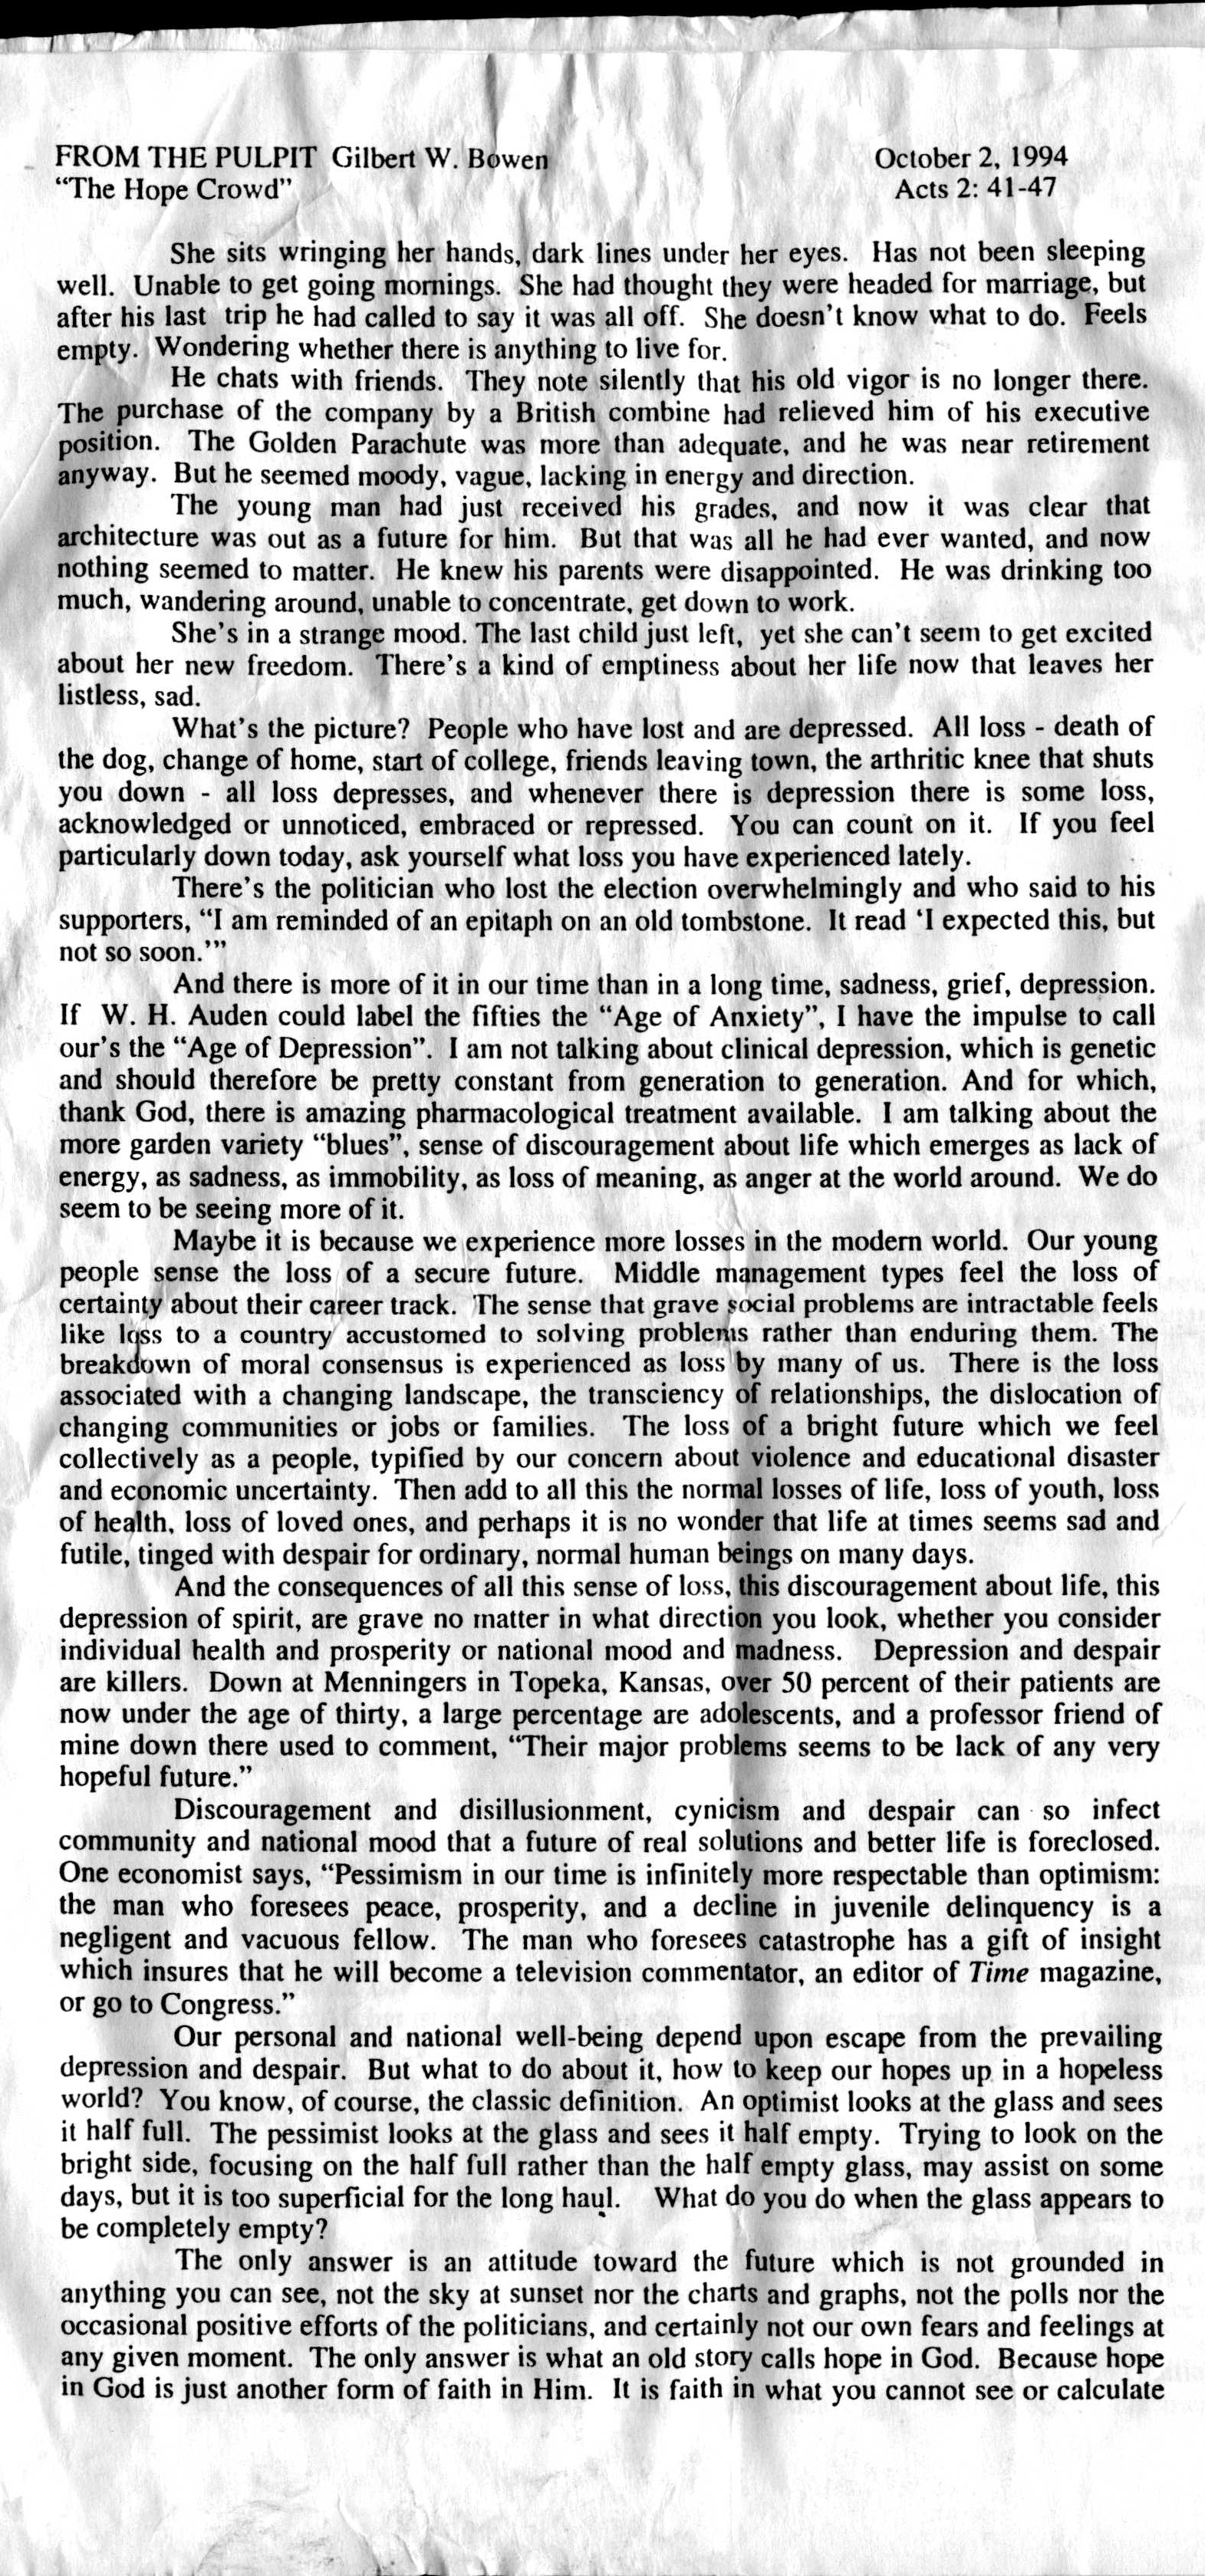 FROM THE PULPIT Gilbert W. Bowen October 2, 1994
"The Hope Crowd" Acts 2: 41-47
She sits wringing her hands, dark lines under her eyes. Has not been sleeping
well. Unable to get going mornings. She had thought they were headed for marriage, but
after his last trip he had called to say it was all off. She doesn't know what to do. Feels
empty. Wondering whether there is anything to live for.
He chats with friends. They note silently that his old vigor is no longer there.
The purchase of the company by a British combine had relieved him of his executive
position. The Golden Parachute was more than adequate, and he was near retirement
anyway. But he seemed moody, vague, lacking in energy and direction.
The young man had just received his grades, and now it was clear that
architecture was out as a future for him. But that was all he had ever wanted, and now
nothing seemed to matter. He knew his parents were disappointed. He was drinking too
much, wandering around, unable to concentrate, get down to work.
She's in a strange mood. The last child just left, yet she can't seem to get excited
about her new freedom. There's a kind of emptiness about her life now that leaves her
listless, sad.
What's the picture? People who have lost and are depressed. All loss - death of
the dog, change of home, start of college, friends leaving town, the arthritic knee that shuts
you down - all loss depresses, and whenever there is depression there is some loss,
acknowledged or unnoticed, embraced or repressed. You can count on it. If you feel
particularly down today, ask yourself what loss you have experienced lately.
There's the politician who lost the election overwhelmingly and who said to his
supporters, "I am reminded of an epitaph on an old tombstone. It read 'I expected this, but
not so soon.'"
And there is more of it in our time than in a long time, sadness, grief, depression.
If W. H. Auden could label the fifties the "Age of Anxiety", I have the impulse to call
our's the "Age of Depression". I am not talking about clinical depression, which is genetic
and should therefore be pretty constant from generation to generation. And for which,
thank God, there is amazing pharmacological treatment available. I am talking about the
more garden variety "blues", sense of discouragement about life which emerges as lack of
energy, as sadness, as immobility, as loss of meaning, as anger at the world around. We do
seem to be seeing more of it.
Maybe it is because we experience more losses in the modern world. Our young
people sense the loss of a secure future. Middle management types feel the loss of
certainty about their career track. The sense that grave social problems are intractable feels
like loss to a country accustomed to solving problems rather than enduring them. The
breakdown of moral consensus is experienced as loss by many of us. There is the loss
associated with a changing landscape, the transciency of relationships, the dislocation of
changing communities or jobs or families. The loss of a bright future which we feel
collectively as a people, typified by our concern about violence and educational disaster
and economic uncertainty. Then add to all this the normal losses of life, loss of youth, loss
of health, loss of loved ones, and perhaps it is no wonder that life at times seems sad and
futile, tinged with despair for ordinary, normal human beings on many days.
And the consequences of all this sense of loss, this discouragement about life, this
depression of spirit, are grave no matter in what direction you look, whether you consider
individual health and prosperity or national mood and madness. Depression and despair
are killers. Down at Menningers in Topeka, Kansas, over 50 percent of their patients are
now under the age of thirty, a large percentage are adolescents, and a professor friend of
mine down there used to comment, "Their major problems seems to be lack of any very
hopeful future."
Discouragement and disillusionment, cynicism and despair can so infect
community and national mood that a future of real solutions and better life is foreclosed.
One economist says, "Pessimism in our time is infinitely more respectable than optimism:
the man who foresees peace, prosperity, and a decline in juvenile delinquency is a
negligent and vacuous fellow. The man who foresees catastrophe has a gift of insight
which insures that he will become a television commentator, an editor of Time magazine,
or go to Congress."
Our personal and national well-being depend upon escape from the prevailing
depression and despair. But what to do about it, how to keep our hopes up in a hopeless
world? You know, of course, the classic definition. An optimist looks at the glass and sees
it half full. The pessimist looks at the glass and sees it half empty. Trying to look on the
bright side, focusing on the half full rather than the half empty glass, may assist on some
days, but it is too superficial for the long haul. What do you do when the glass appears to
be completely empty?
The only answer is an attitude toward the future which is not grounded in
anything you can see, not the sky at sunset nor the charts and graphs, not the polls nor the
occasional positive efforts of the politicians, and certainly not our own fears and feelings at
any given moment. The only answer is what an old story calls hope in God. Because hope
in God is just another form of faith in Him. It is faith in what you cannot see or calculate